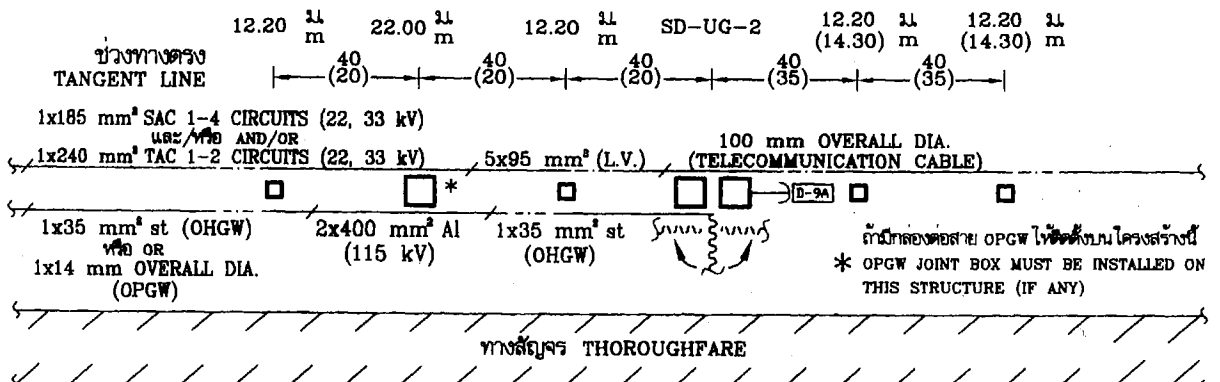 12.20 ม m 22.00 ม m 12.20 ม m SD-UG-2 12.20 (14.30) ม m 12.20 (14.30) ม m
ช่วงทางตรง
TANGENT LINE
40 (20) 40 (20) 40 (20) 40 (35) 40 (35)
1x185 mm² SAC 1-4 CIRCUITS (22, 33 kV)
และ/หรือ AND/OR
1x240 mm² TAC 1-2 CIRCUITS (22, 33 kV)
5x95 mm² (L.V.)
100 mm OVERALL DIA.
(TELECOMMUNICATION CABLE)
*
D-9A
1x35 mm² st (OHGW)
หรือ OR
1x14 mm OVERALL DIA.
(OPGW)
2x400 mm² Al
(115 kV)
1x35 mm² st
(OHGW)
ถ้ามีกล่องต่อสาย OPGW ให้ติดตั้งบนโครงสร้างนี้
* OPGW JOINT BOX MUST BE INSTALLED ON
THIS STRUCTURE (IF ANY)
ทางสัญจร THOROUGHFARE